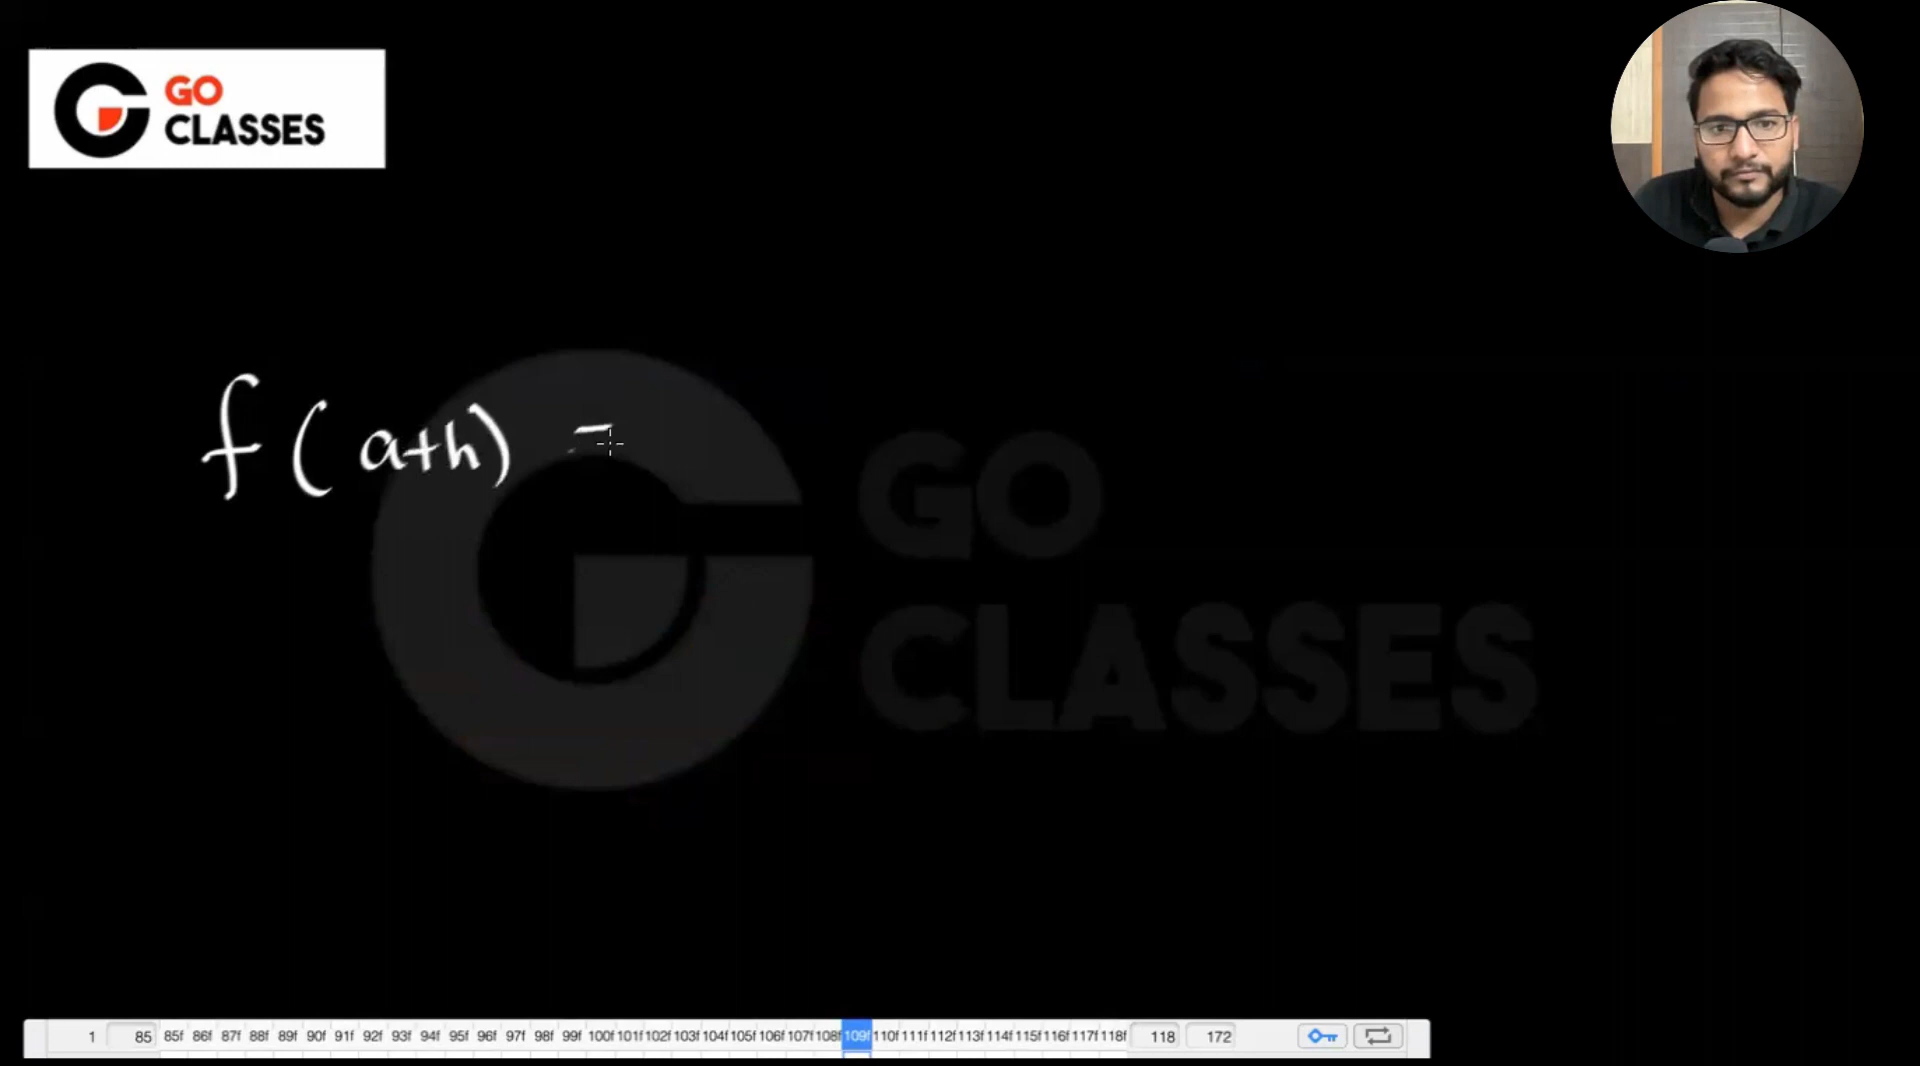 GO
CLASSES
f(a+h) =
GO
CLASSES
1 85 85f 86f 87f 88f 89f 90f 91f 92f 93f 94f 95f 96f 97f 98f 99f 100f 101f 102f 103f 104f 105f 106f 107f 108f 109f 110f 111f 112f 113f 114f 115f 116f 117f 118f 118 172